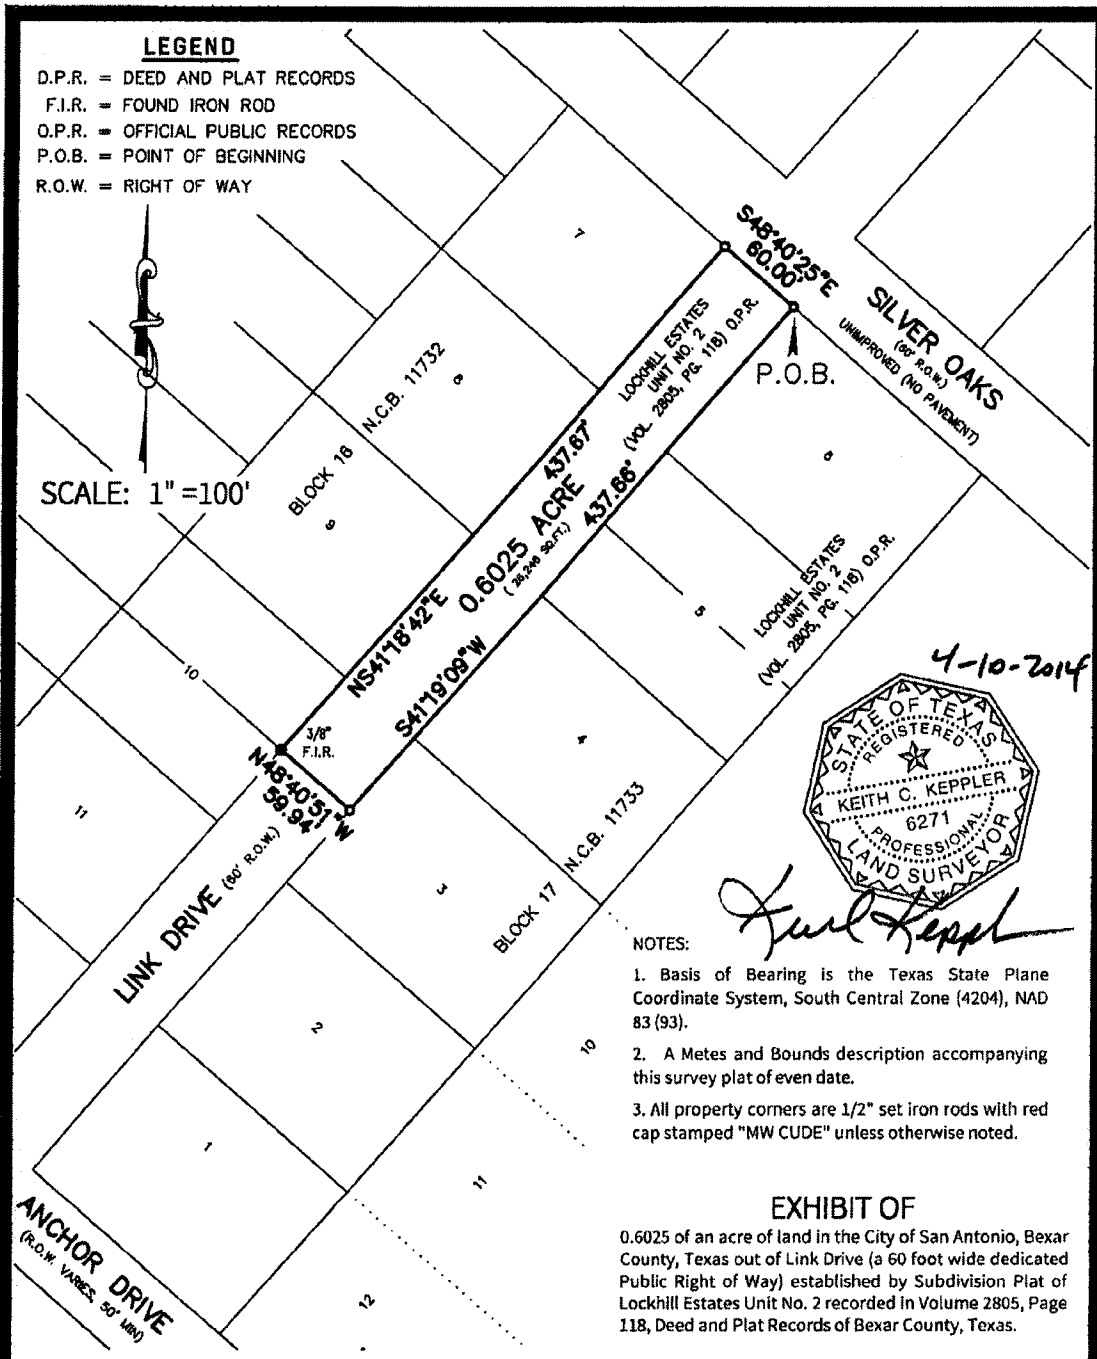 LEGEND
D.P.R. = DEED AND PLAT RECORDS
F.I.R. = FOUND IRON ROD
O.P.R. = OFFICIAL PUBLIC RECORDS
P.O.B. = POINT OF BEGINNING
R.O.W. = RIGHT OF WAY
SCALE: 1" =100'
7
S48°40'25"E
60.00'
SILVER OAKS
(60' R.O.W.)
UNIMPROVED (NO PAVEMENT)
P.O.B.
LOCKHILL ESTATES
UNIT NO. 2
(VOL. 2805, PG. 118) O.P.R.
N.C.B. 11732
8
BLOCK 18
9
437.67'
0.6025 ACRE
437.66'
NS41°18'42"E
S41°19'09"W
6
LOCKHILL ESTATES
UNIT NO. 2
(VOL. 2805, PG. 118) O.P.R.
5
10
3/8"
F.I.R.
N48°40'51"W
59.94'
4
11
LINK DRIVE (60' R.O.W.)
3
BLOCK 17
N.C.B. 11733
2
10
1
11
12
ANCHOR DRIVE
(R.O.W. VARIES, 50' MIN)
4-10-2014
STATE OF TEXAS
REGISTERED
KEITH C. KEPPLER
6271
PROFESSIONAL
LAND SURVEYOR
NOTES:
1. Basis of Bearing is the Texas State Plane
Coordinate System, South Central Zone (4204), NAD
83 (93).
2. A Metes and Bounds description accompanying
this survey plat of even date.
3. All property corners are 1/2" set iron rods with red
cap stamped "MW CUDE" unless otherwise noted.
EXHIBIT OF
0.6025 of an acre of land in the City of San Antonio, Bexar
County, Texas out of Link Drive (a 60 foot wide dedicated
Public Right of Way) established by Subdivision Plat of
Lockhill Estates Unit No. 2 recorded in Volume 2805, Page
118, Deed and Plat Records of Bexar County, Texas.